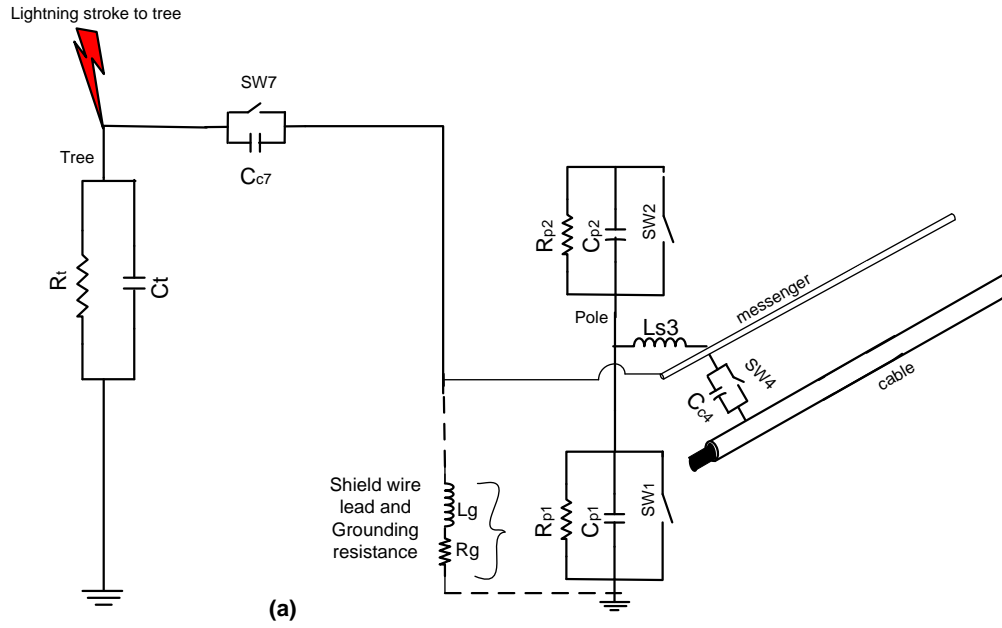 Lightning stroke to tree
SW7
Cc7
Tree
Rt
Ct
Rp2
Cp2
SW2
Pole
Ls3
messenger
SW4
Cc4
cable
Shield wire
lead and
Grounding
resistance
Lg
Rg
Rp1
Cp1
SW1
(a)